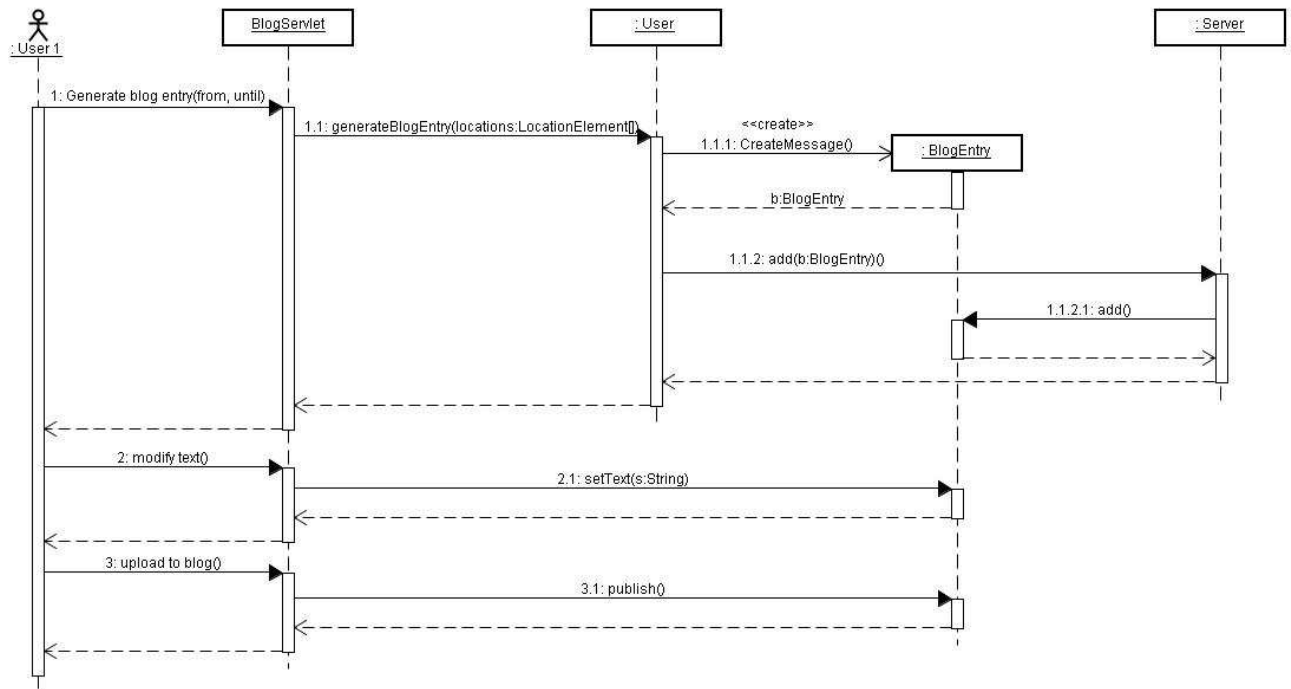 : User 1
BlogServlet
: User
: Server
1: Generate blog entry(from, until)
1.1: generateBlogEntry(locations:LocationElement[])
<<create>>
1.1.1: CreateMessage()
: BlogEntry
b:BlogEntry
1.1.2: add(b:BlogEntry)()
1.1.2.1: add()
2: modify text()
2.1: setText(s:String)
3: upload to blog()
3.1: publish()